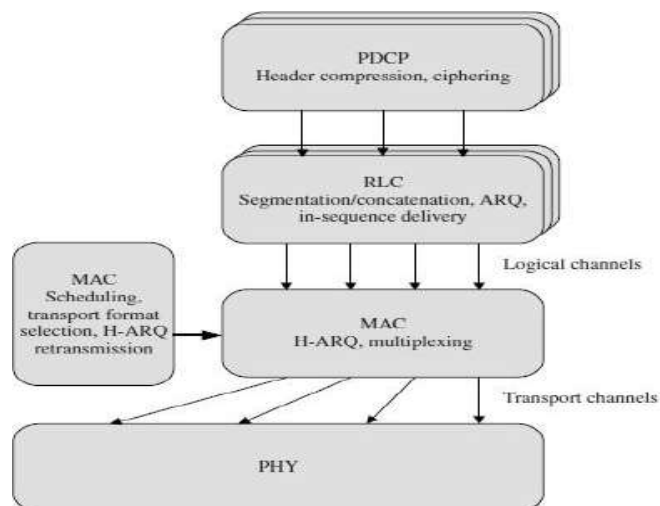 PDCP
Header compression, ciphering
RLC
Segmentation/concatenation, ARQ,
in-sequence delivery
Logical channels
MAC
Scheduling,
transport format
selection, H-ARQ
retransmission
MAC
H-ARQ, multiplexing
Transport channels
PHY